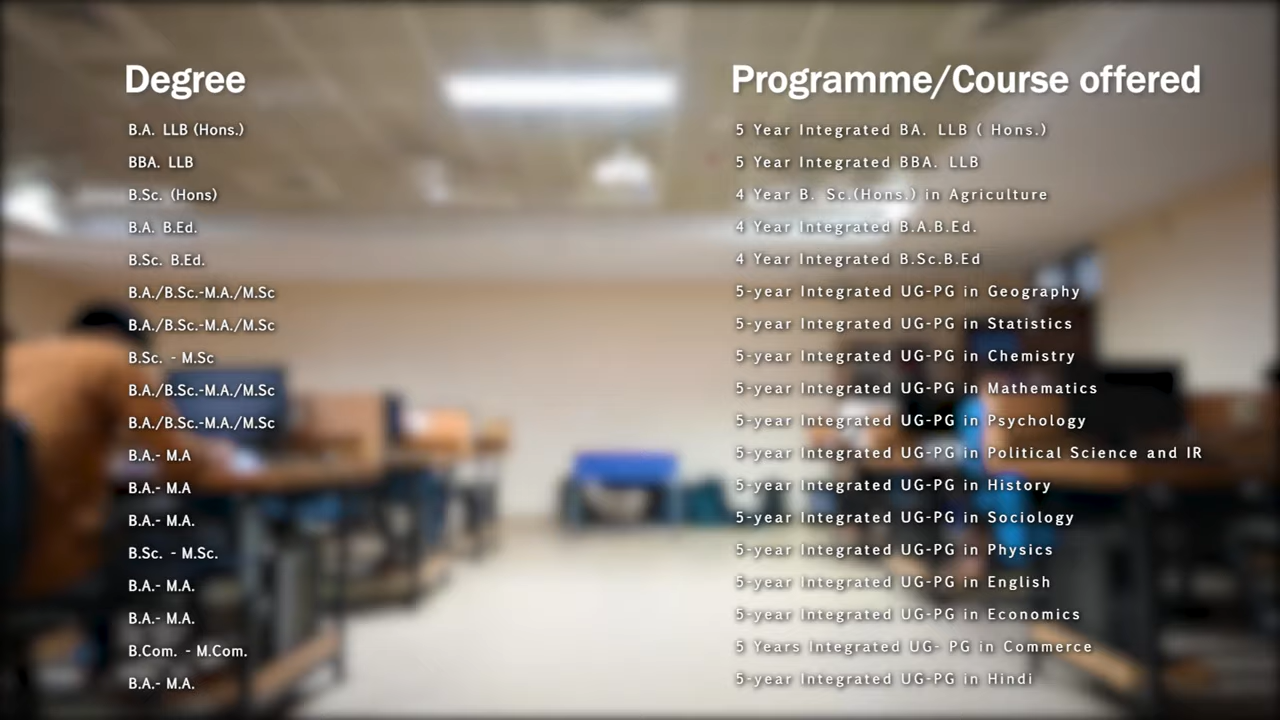 Degree Programme/Course offered
B.A. LLB (Hons.) 5 Year Integrated BA. LLB ( Hons.)
BBA. LLB 5 Year Integrated BBA. LLB
B.Sc. (Hons) 4 Year B. Sc.(Hons.) in Agriculture
B.A. B.Ed. 4 Year Integrated B.A.B.Ed.
B.Sc. B.Ed. 4 Year Integrated B.Sc.B.Ed
B.A./B.Sc.-M.A./M.Sc 5-year Integrated UG-PG in Geography
B.A./B.Sc.-M.A./M.Sc 5-year Integrated UG-PG in Statistics
B.Sc. - M.Sc 5-year Integrated UG-PG in Chemistry
B.A./B.Sc.-M.A./M.Sc 5-year Integrated UG-PG in Mathematics
B.A./B.Sc.-M.A./M.Sc 5-year Integrated UG-PG in Psychology
B.A.- M.A 5-year Integrated UG-PG in Political Science and IR
B.A.- M.A 5-year Integrated UG-PG in History
B.A.- M.A. 5-year Integrated UG-PG in Sociology
B.Sc. - M.Sc. 5-year Integrated UG-PG in Physics
B.A.- M.A. 5-year Integrated UG-PG in English
B.A.- M.A. 5-year Integrated UG-PG in Economics
B.Com. - M.Com. 5 Years Integrated UG- PG in Commerce
B.A.- M.A. 5-year Integrated UG-PG in Hindi